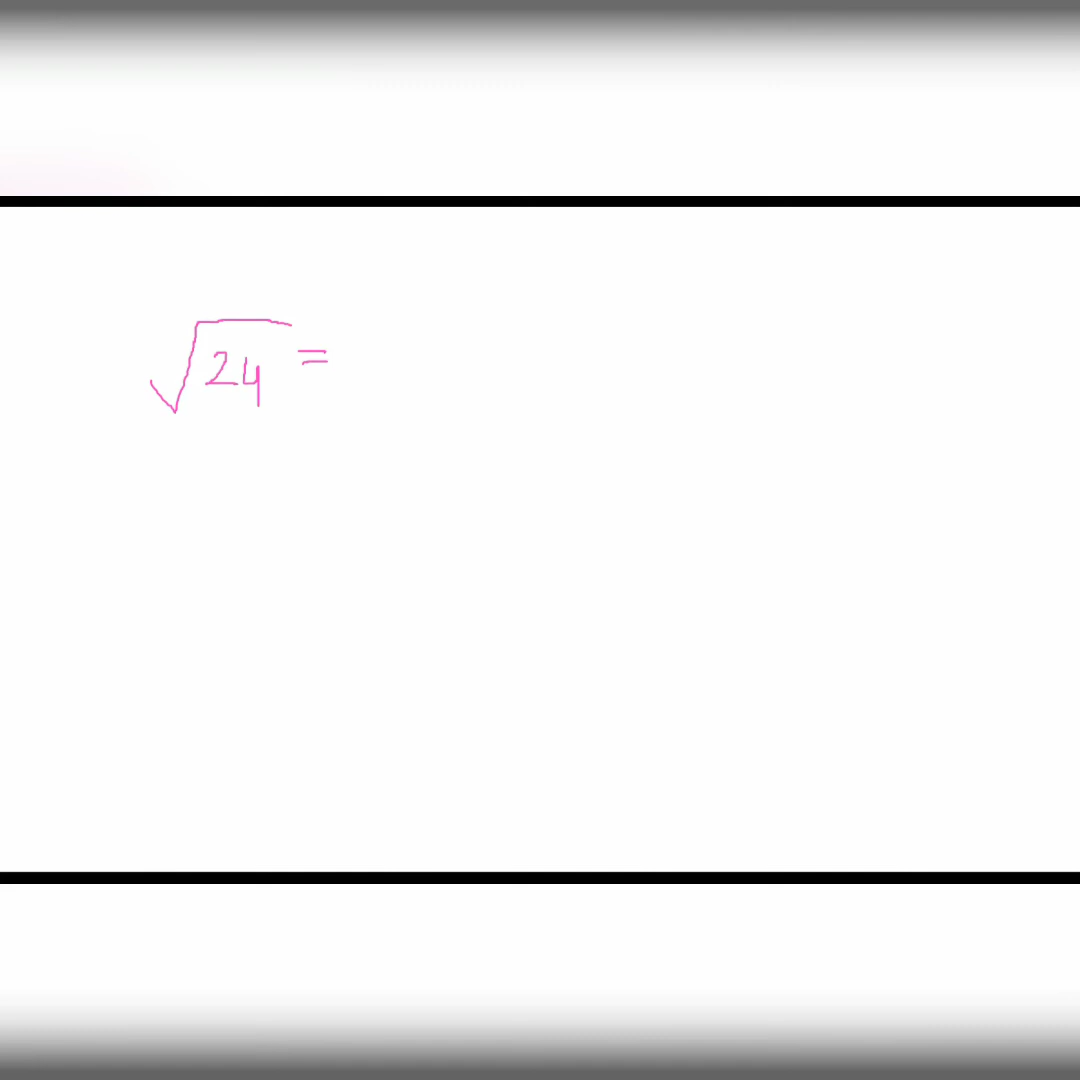 √24 =